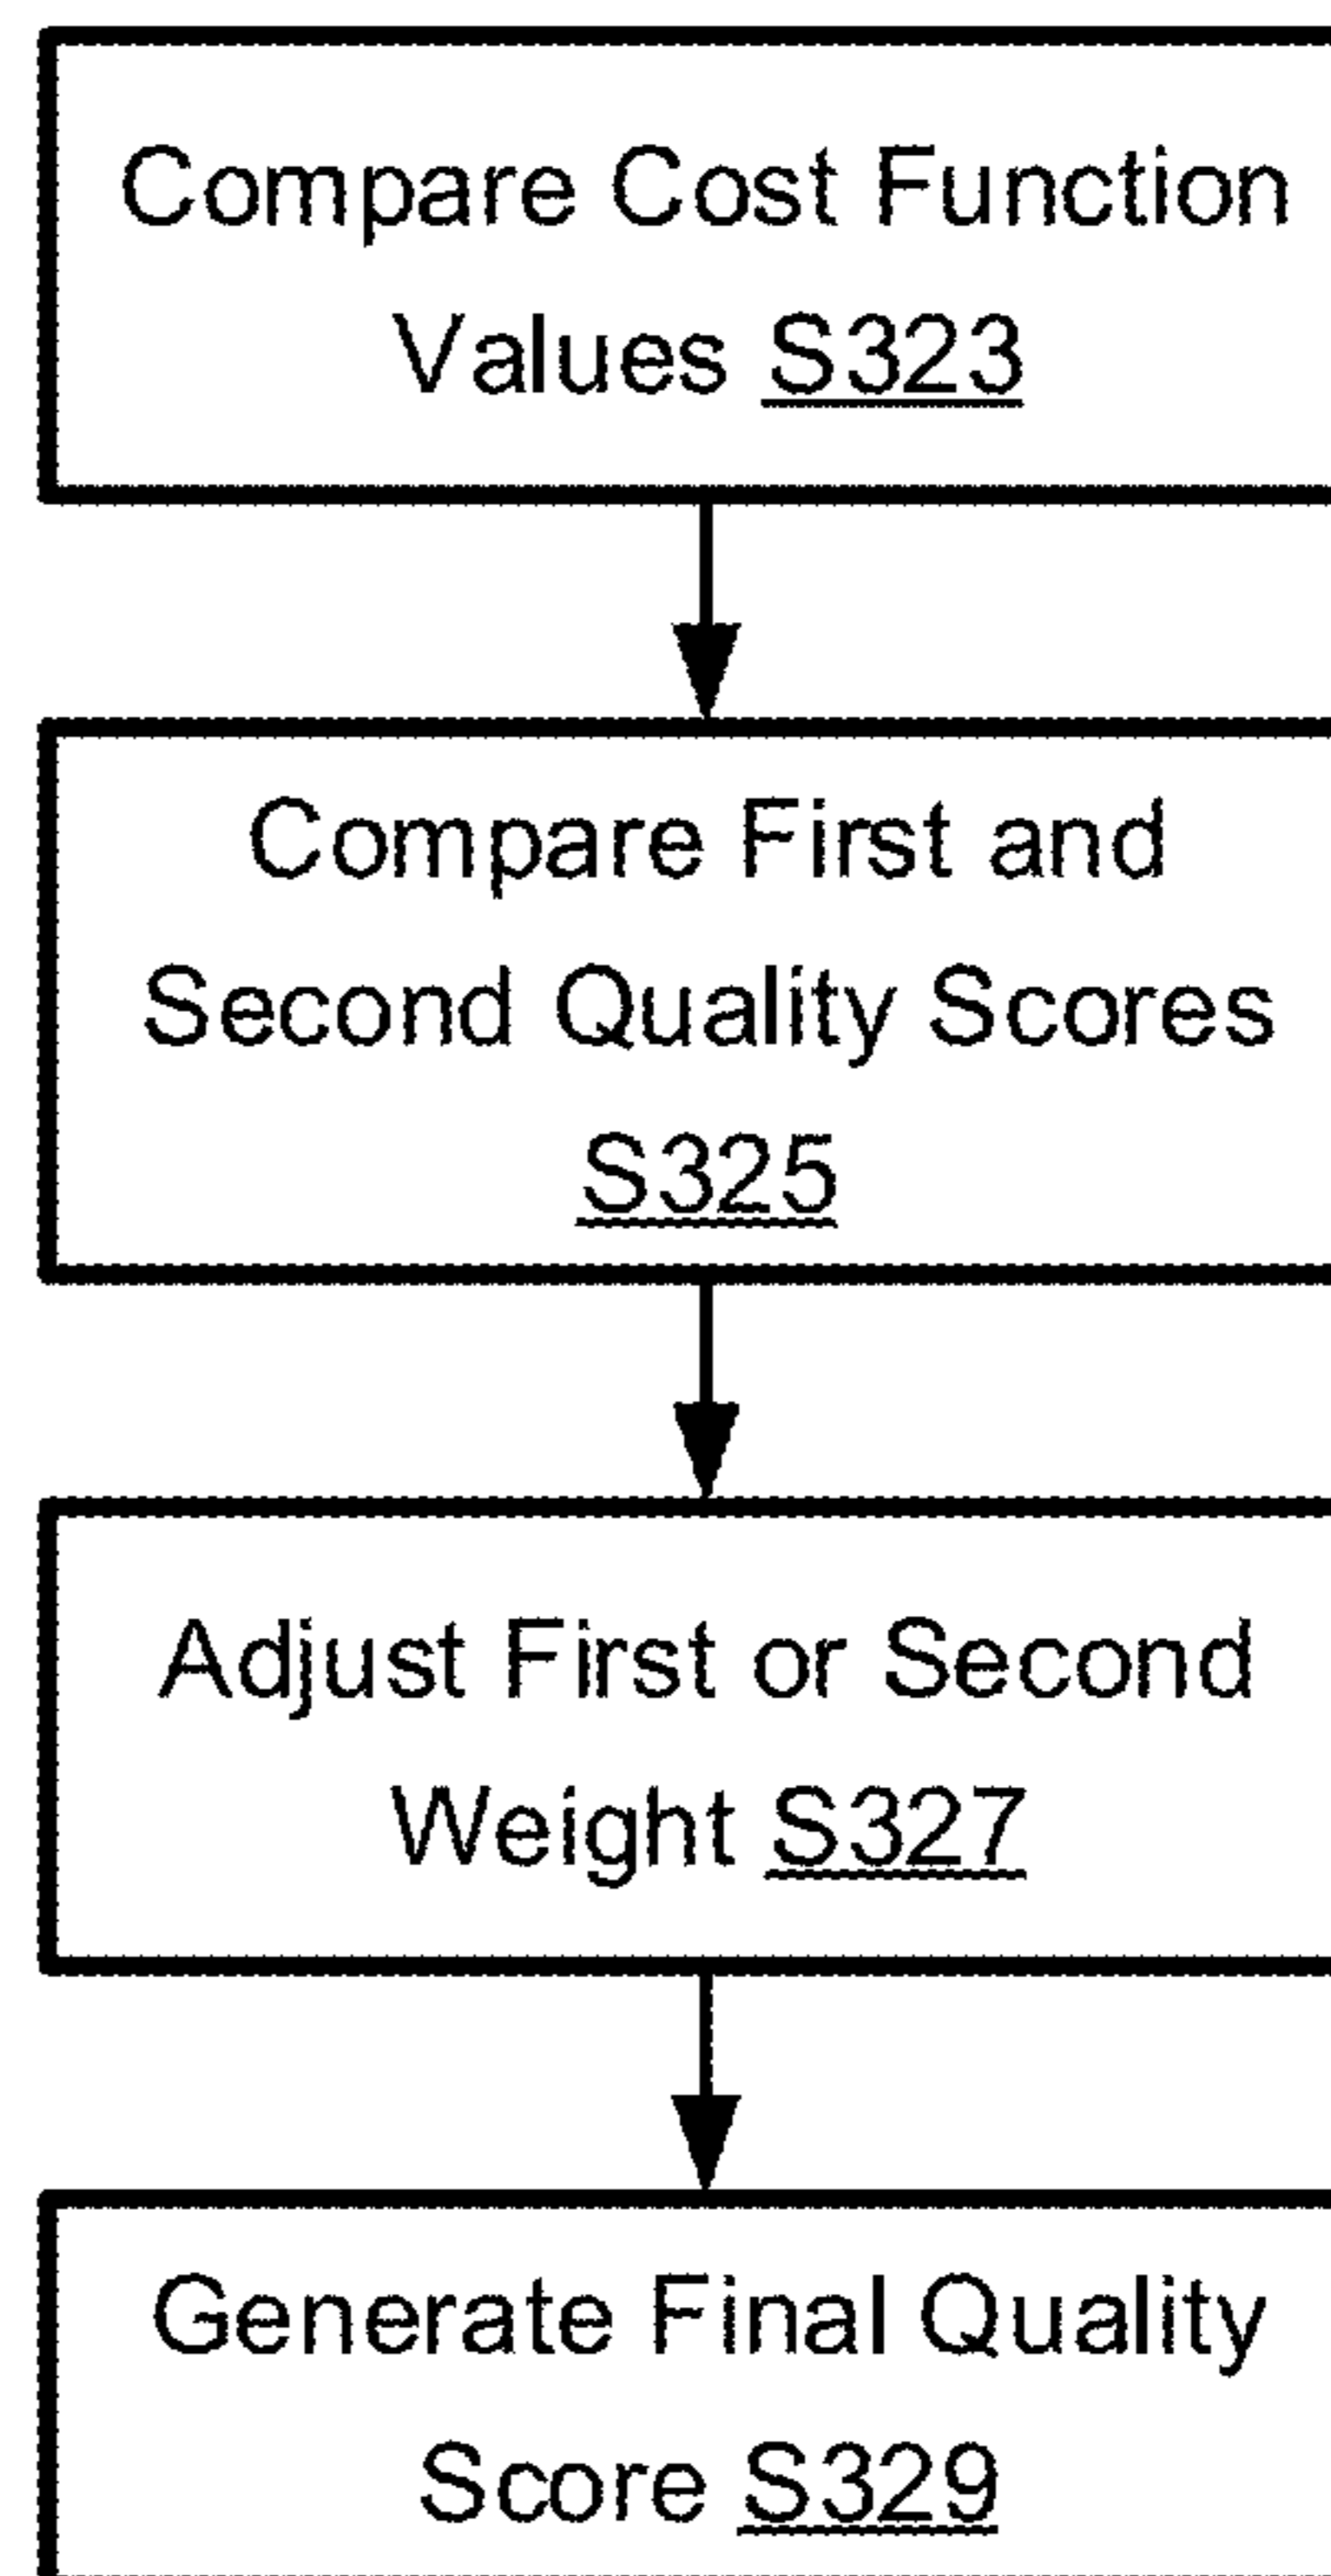 Compare Cost Function
Values S323
Compare First and
Second Quality Scores
S325
Adjust First or Second
Weight S327
Generate Final Quality
Score S329